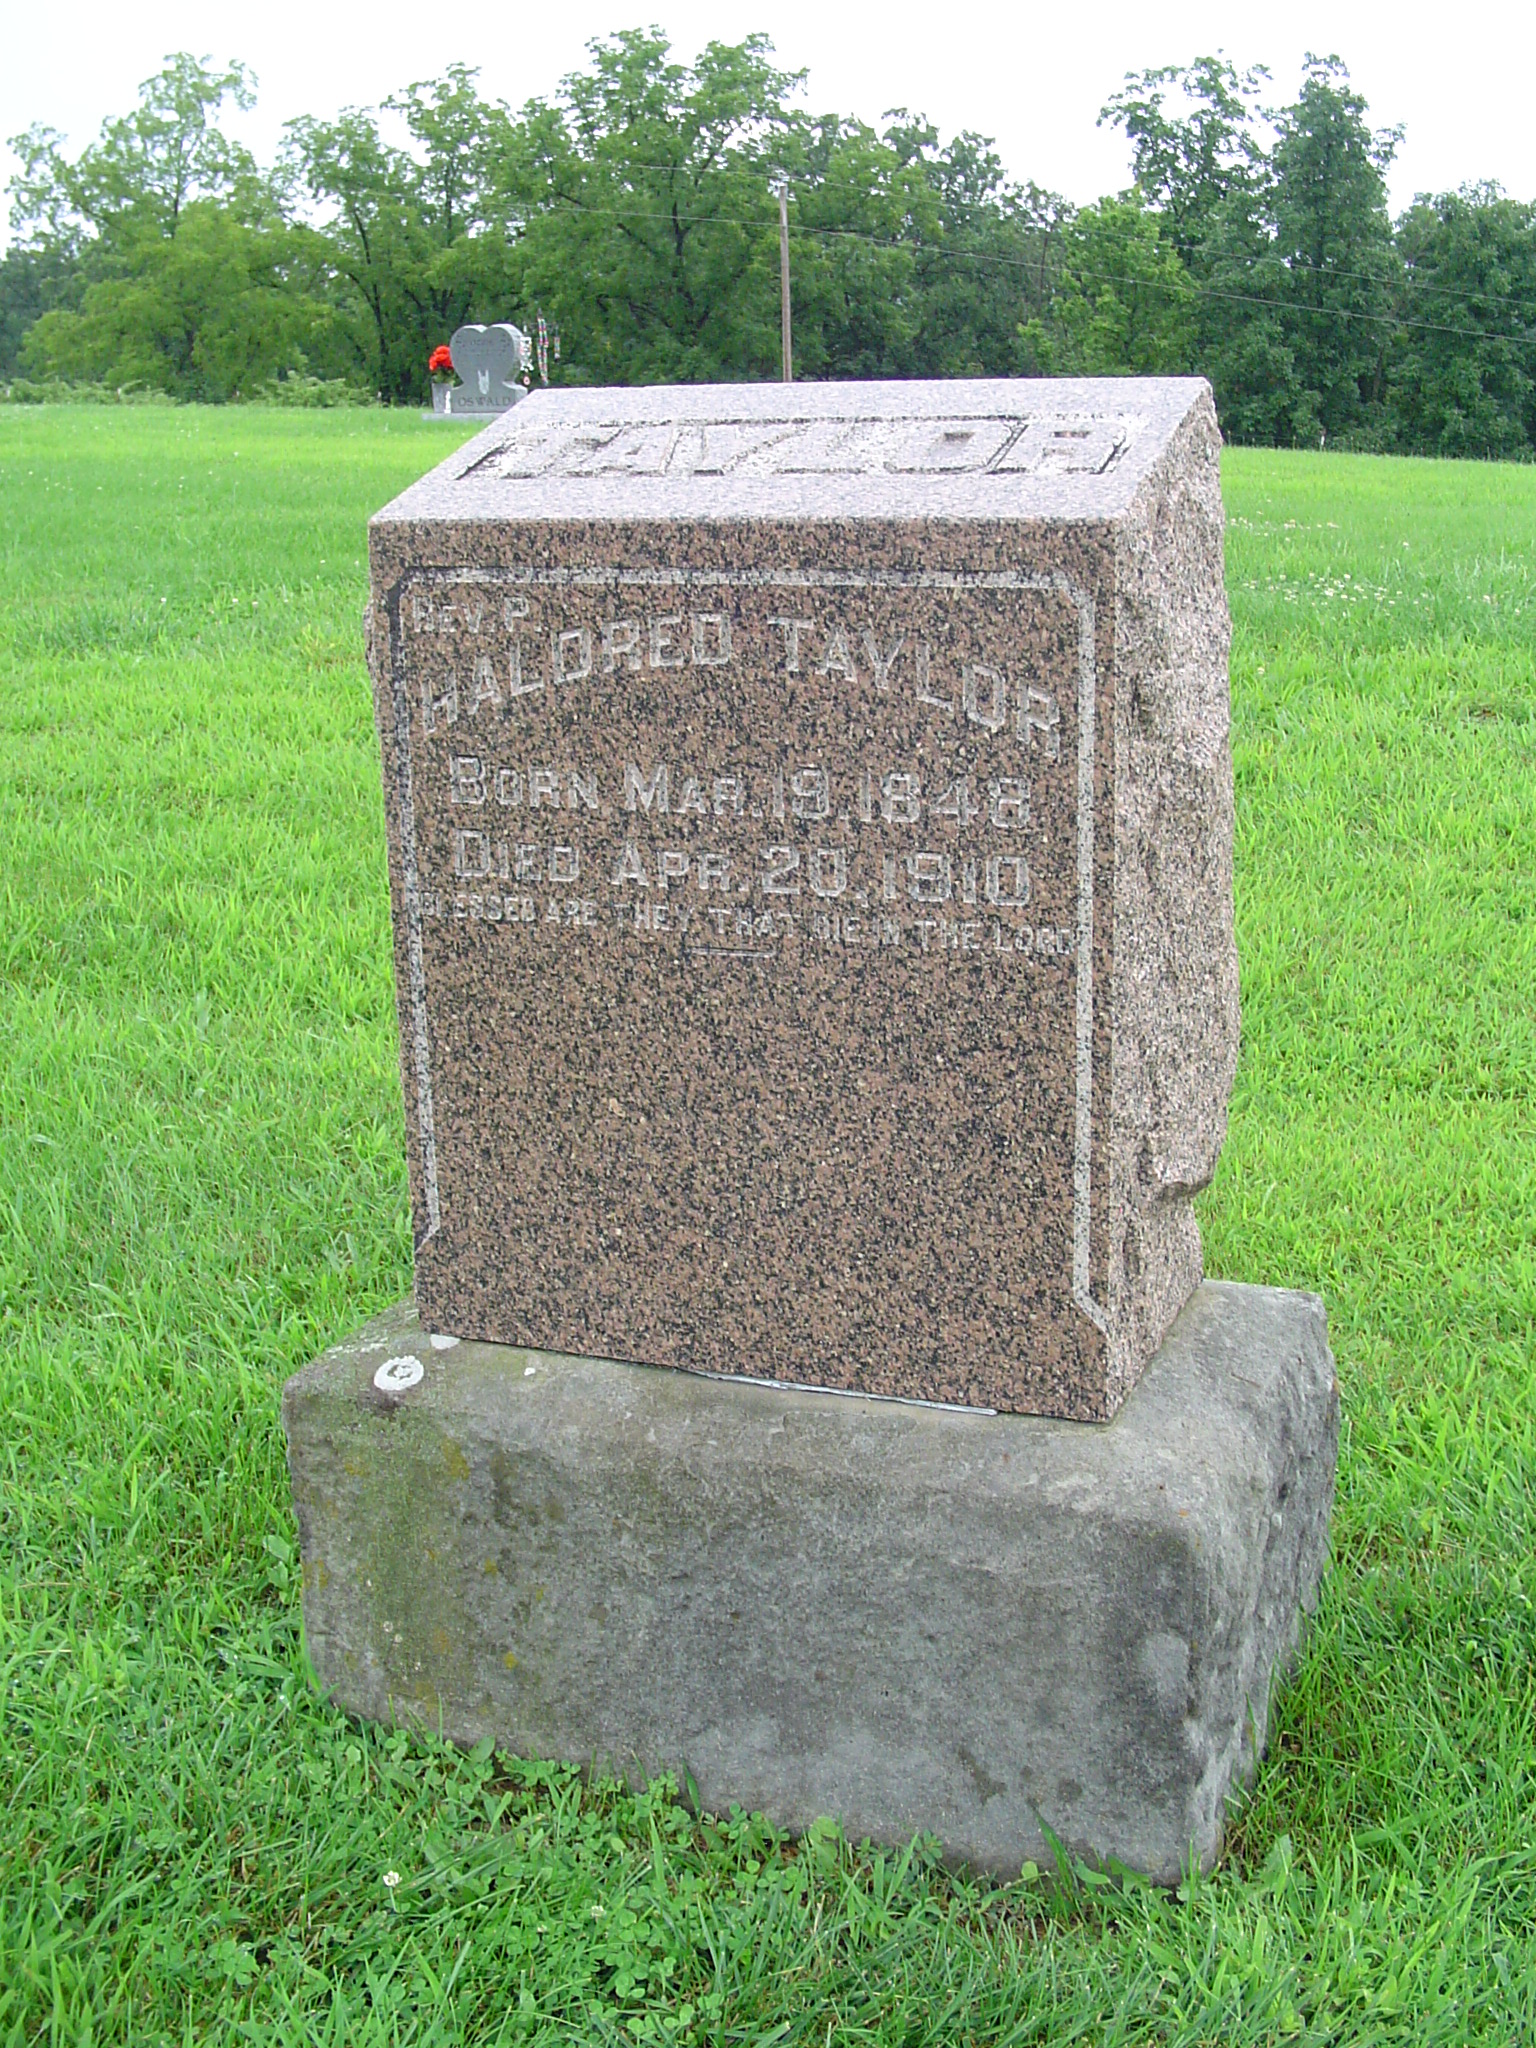 OSWALD
TAYLOR
REV. P.
HALDRED TAYLOR
BORN MAR. 19, 1848
DIED APR. 20, 1910
BLESSED ARE THEY THAT DIE IN THE LORD